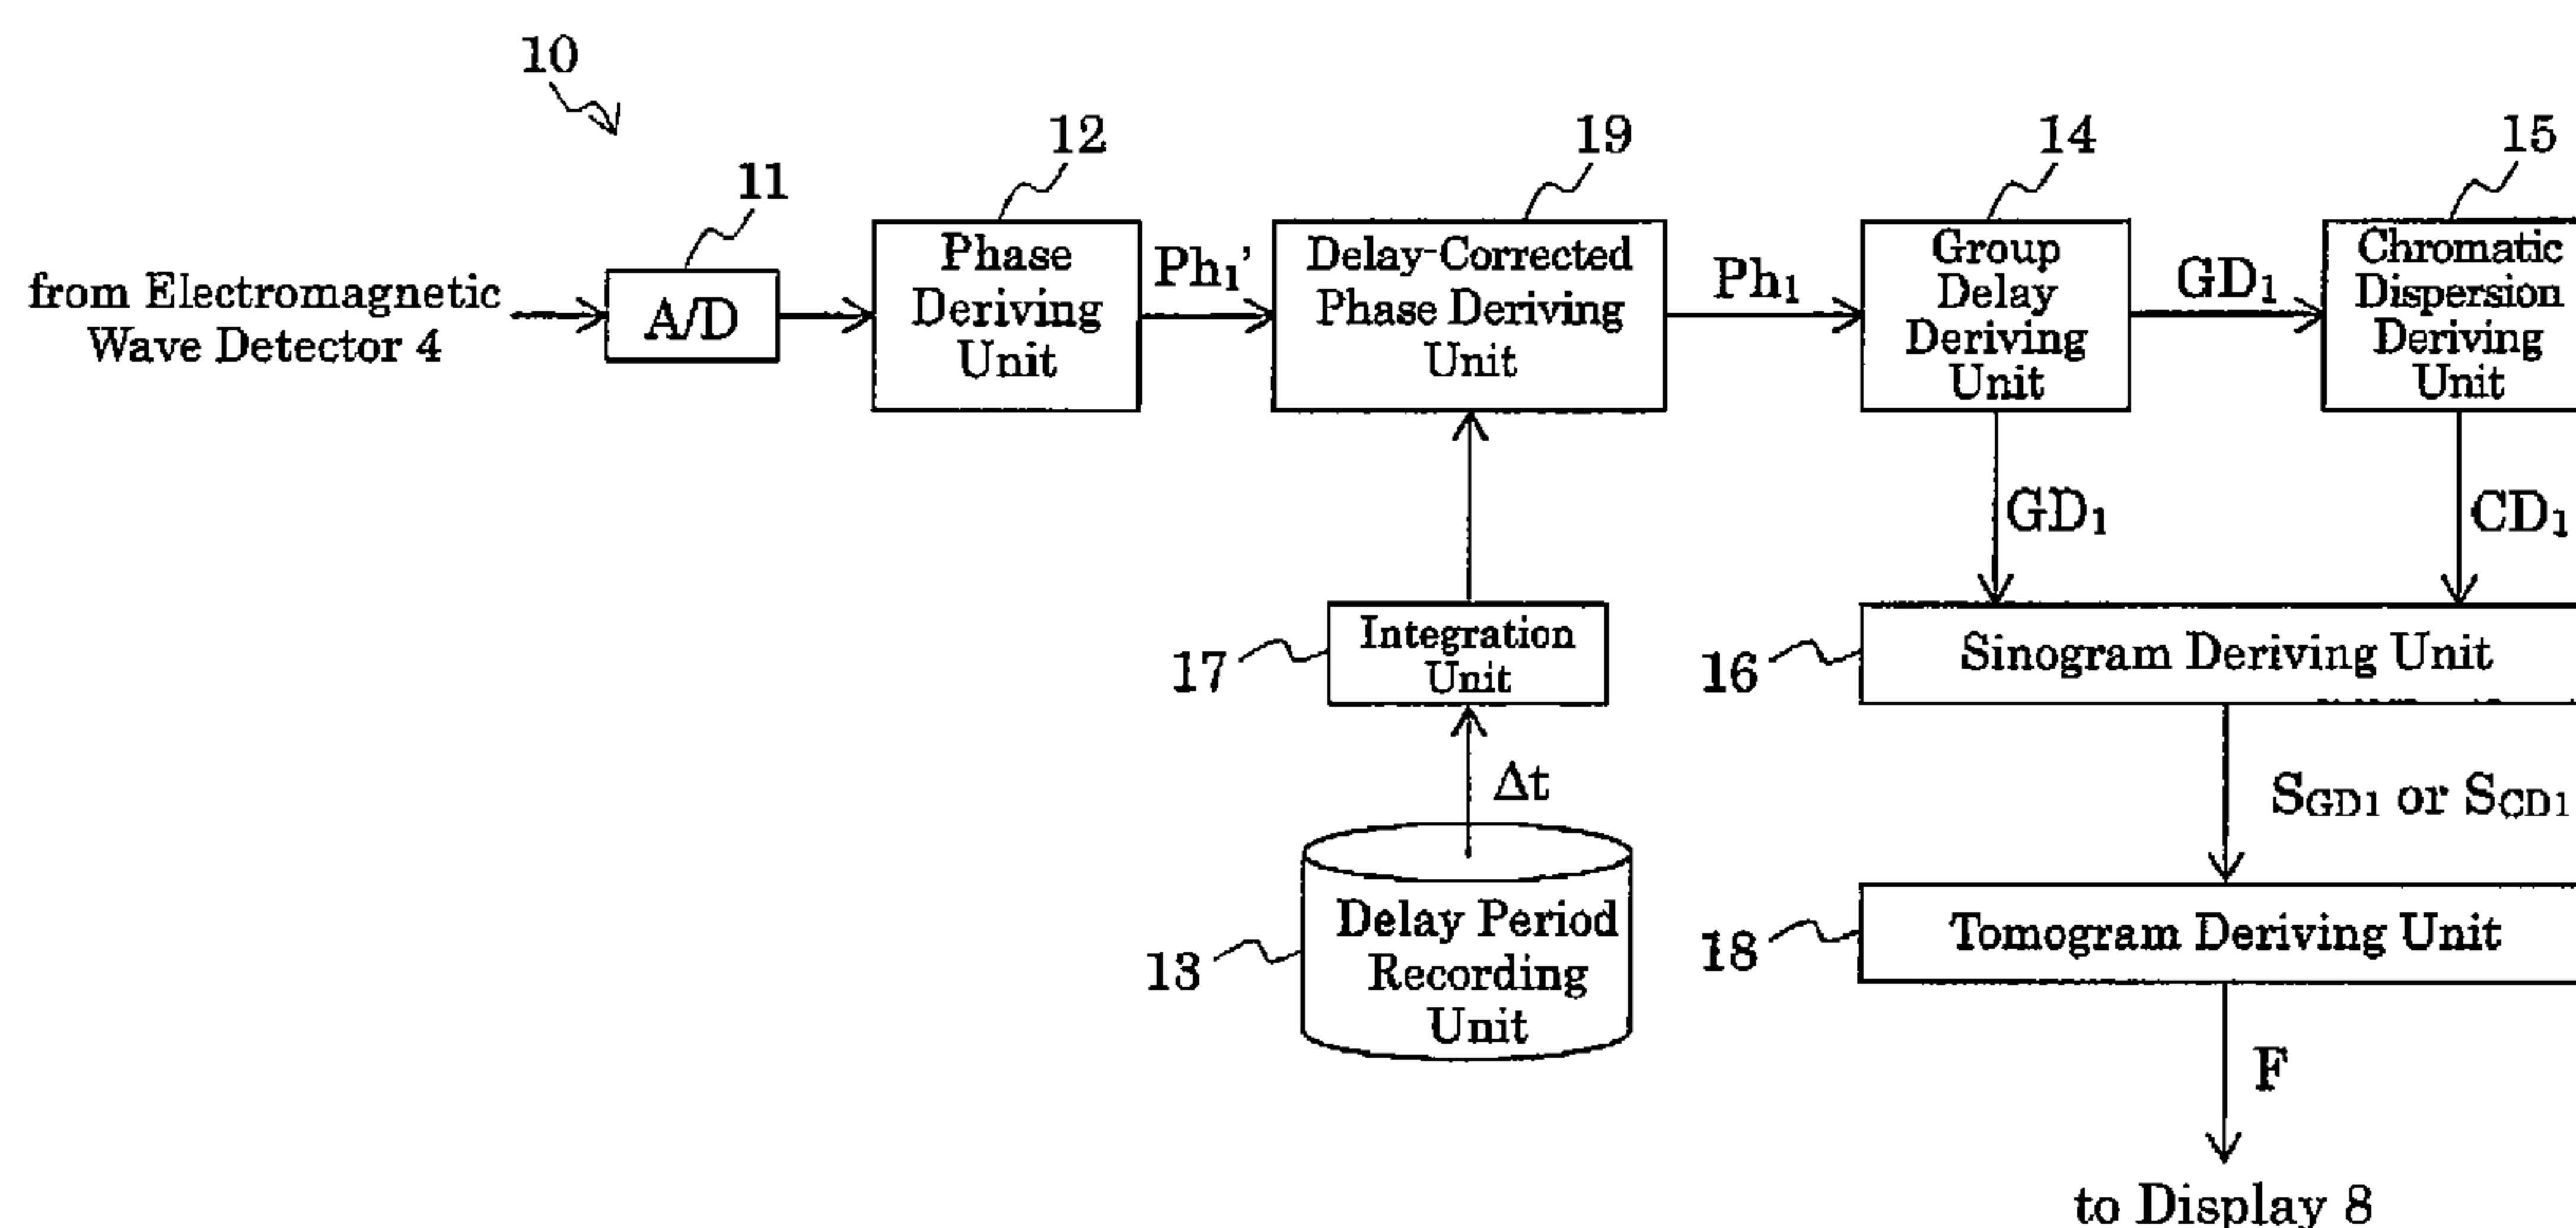 10
11
12
19
14
15
from Electromagnetic
Wave Detector 4
A/D
Phase
Deriving
Unit
Ph₁’
Delay-Corrected
Phase Deriving
Unit
Ph₁
Group
Delay
Deriving
Unit
GD₁
Chromatic
Dispersion
Deriving
Unit
GD₁
CD₁
17
Integration
Unit
16
Sinogram Deriving Unit
Δt
S_GD1 or S_CD1
13
Delay Period
Recording
Unit
18
Tomogram Deriving Unit
F
to Display 8